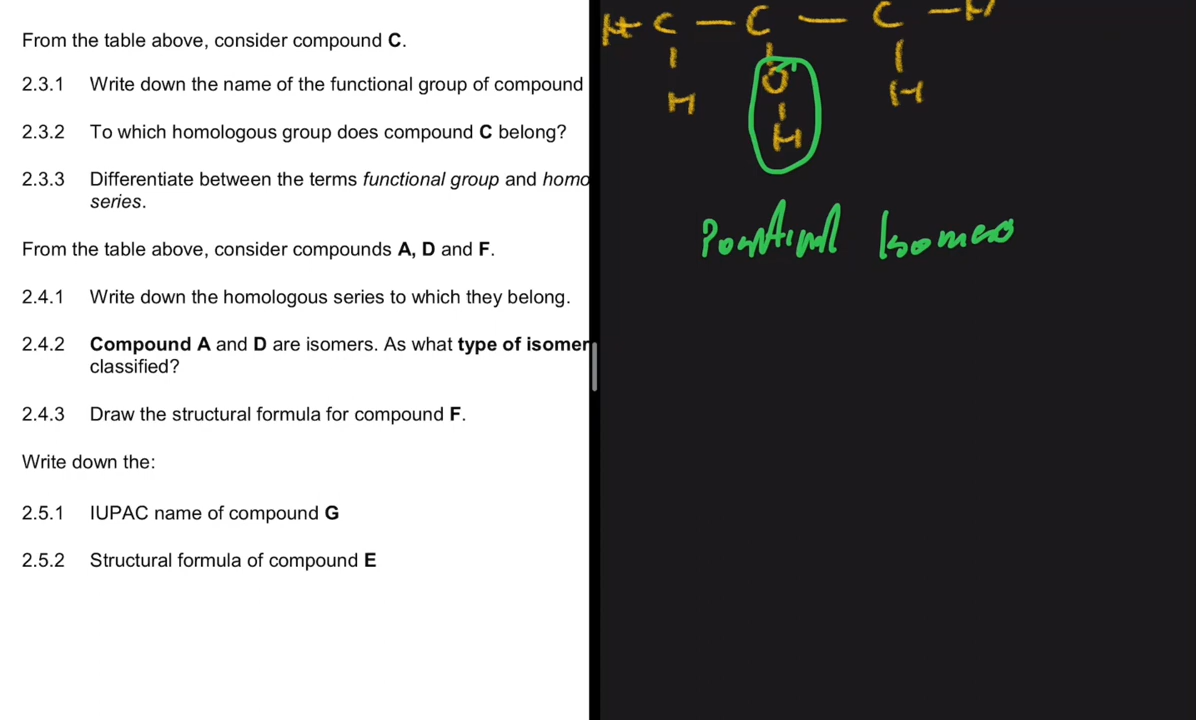 From the table above, consider compound C.
2.3.1 Write down the name of the functional group of compound
2.3.2 To which homologous group does compound C belong?
2.3.3 Differentiate between the terms functional group and homo
series.
From the table above, consider compounds A, D and F.
2.4.1 Write down the homologous series to which they belong.
2.4.2 Compound A and D are isomers. As what type of isomer
classified?
2.4.3 Draw the structural formula for compound F.
Write down the:
2.5.1 IUPAC name of compound G
2.5.2 Structural formula of compound E
H C — C — C — H
H O H
H
Isomers